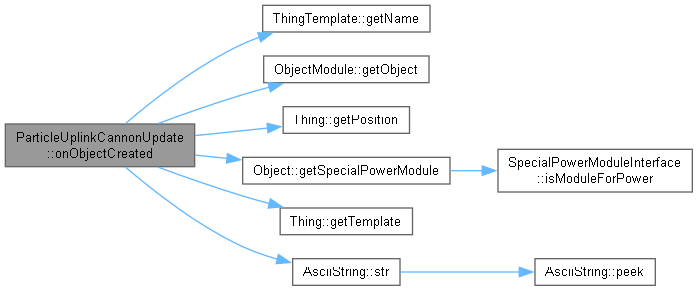 ThingTemplate::getName
ObjectModule::getObject
Thing::getPosition
ParticleUplinkCannonUpdate
::onObjectCreated
Object::getSpecialPowerModule
SpecialPowerModuleInterface
::isModuleForPower
Thing::getTemplate
AsciiString::str
AsciiString::peek